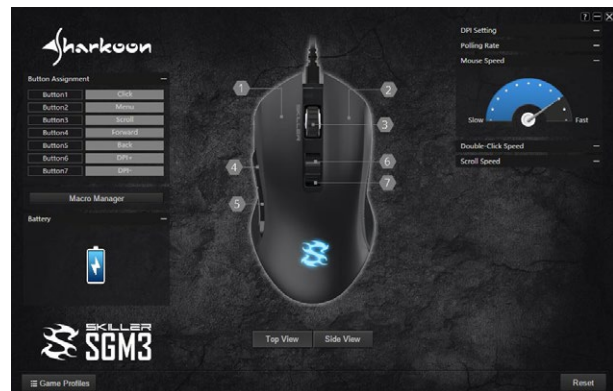 Sharkoon
Button Assignment
Button1 Click
Button2 Menu
Button3 Scroll
Button4 Forward
Button5 Back
Button6 DPI+
Button7 DPI-
Macro Manager
Battery
SKILLER
SGM3
Game Profiles
1
2
3
4
5
6
7
Top View Side View
?
DPI Setting
Polling Rate
Mouse Speed
Slow Fast
Double-Click Speed
Scroll Speed
Reset